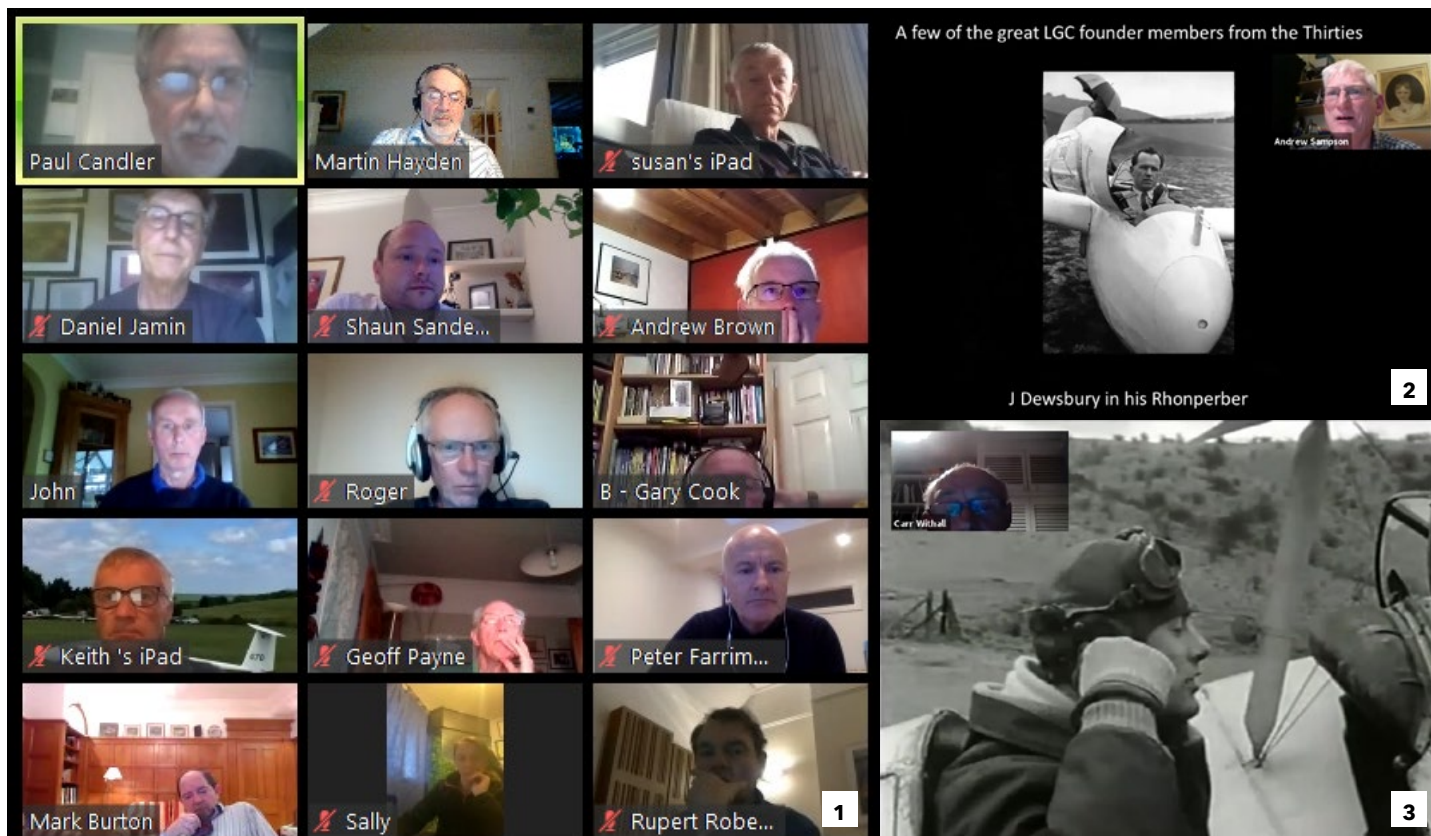 Paul Candler
Martin Hayden
susan's iPad
Daniel Jamin
Shaun Sande...
Andrew Brown
John
Roger
B - Gary Cook
Keith 's iPad
Geoff Payne
Peter Farrim...
Mark Burton
Sally
Rupert Robe...
1
A few of the great LGC founder members from the Thirties
Andrew Sampson
J Dewsbury in his Rhonperber
2
Carr Withall
3